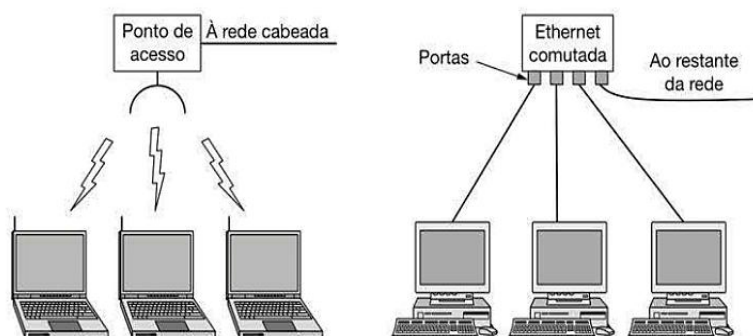 Ponto de
acesso
À rede cabeada
Ethernet
comutada
Portas
Ao restante
da rede